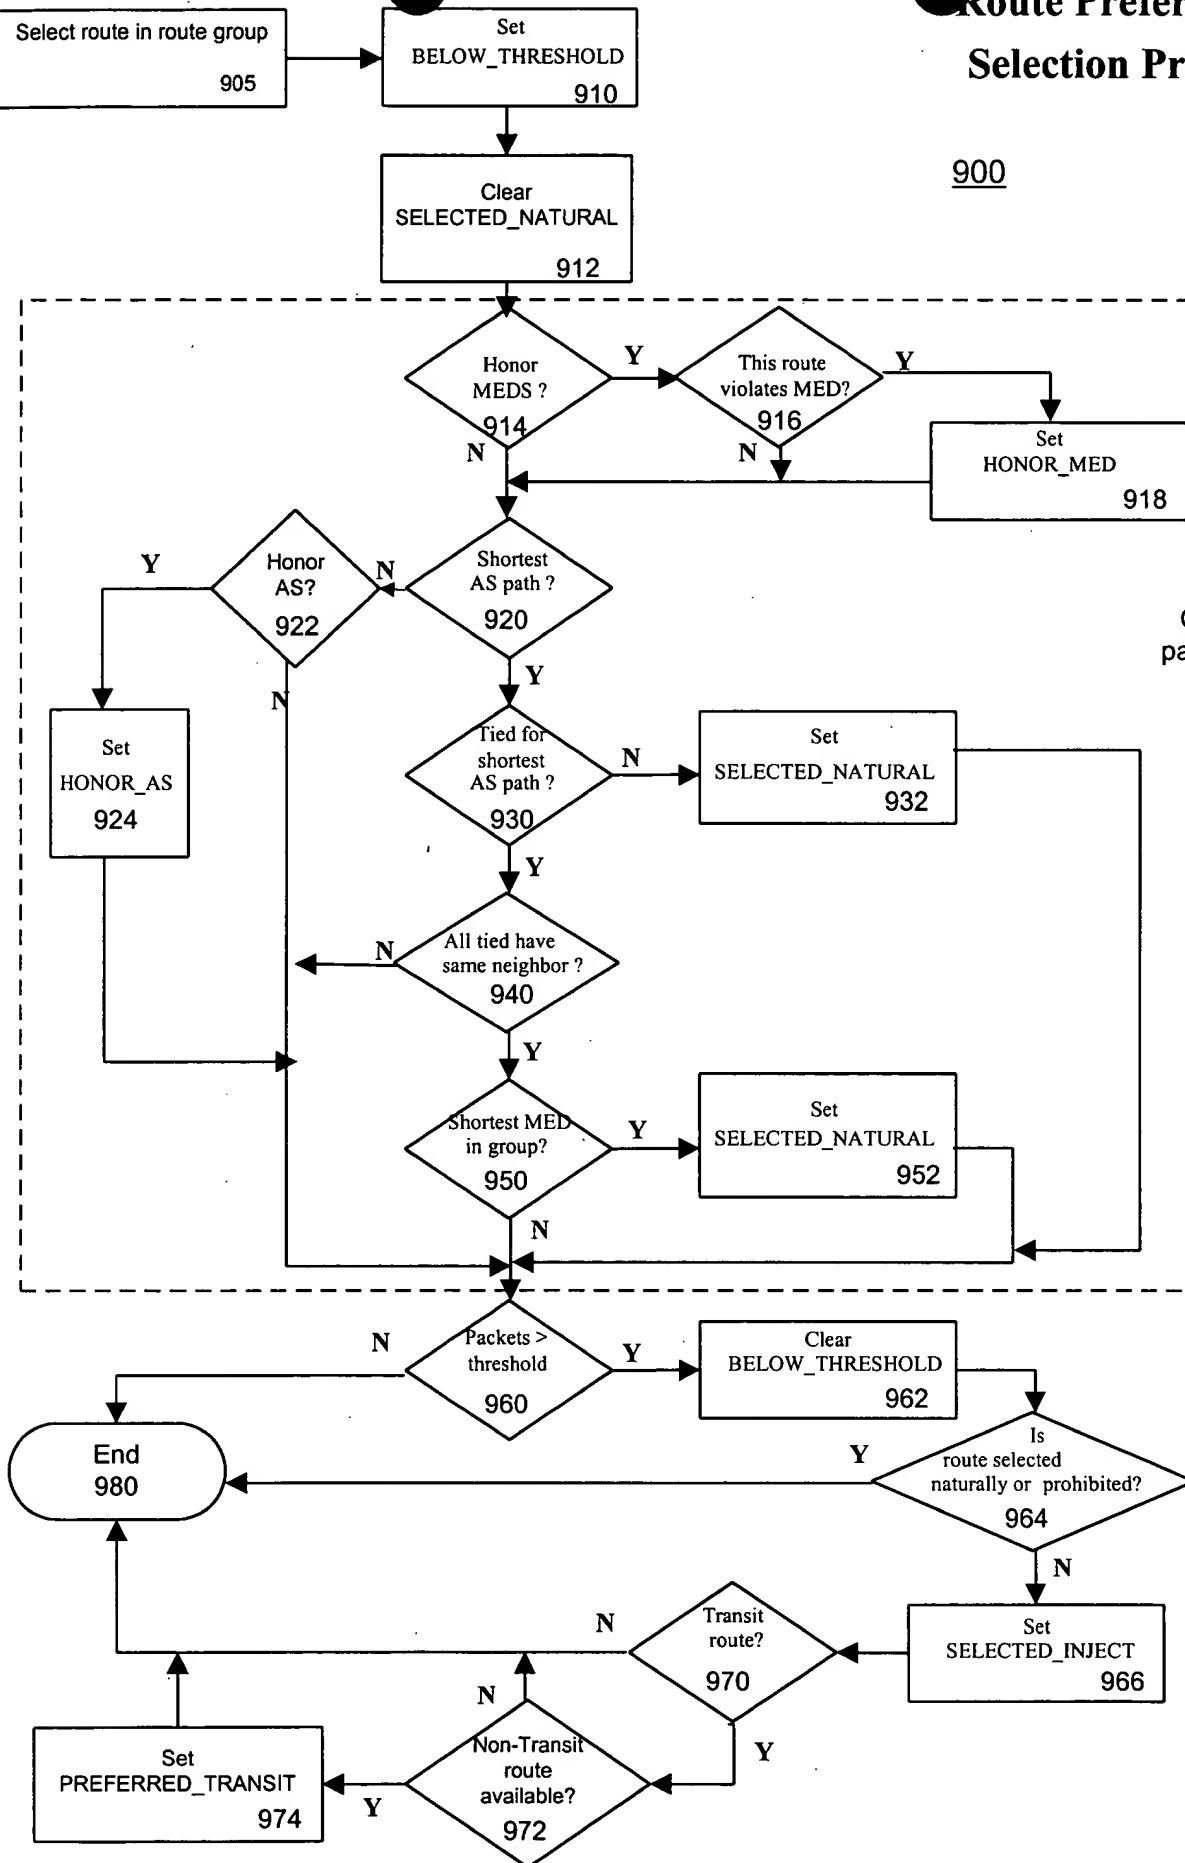 Route Prefer
Selection Pr
900
Select route in route group
905
Set
BELOW_THRESHOLD
910
Clear
SELECTED_NATURAL
912
Honor
MEDS ?
914
Y
N
This route
violates MED?
916
Y
N
Set
HONOR_MED
918
Shortest
AS path ?
920
N
Y
Honor
AS?
922
Y
N
Set
HONOR_AS
924
pa
Tied for
shortest
AS path ?
930
N
Y
Set
SELECTED_NATURAL
932
All tied have
same neighbor ?
940
N
Y
Shortest MED
in group?
950
Y
N
Set
SELECTED_NATURAL
952
Packets >
threshold
960
N
Y
Clear
BELOW_THRESHOLD
962
Is
route selected
naturally or prohibited?
964
Y
N
End
980
Set
SELECTED_INJECT
966
Transit
route?
970
N
Y
Non-Transit
route
available?
972
N
Y
Set
PREFERRED_TRANSIT
974